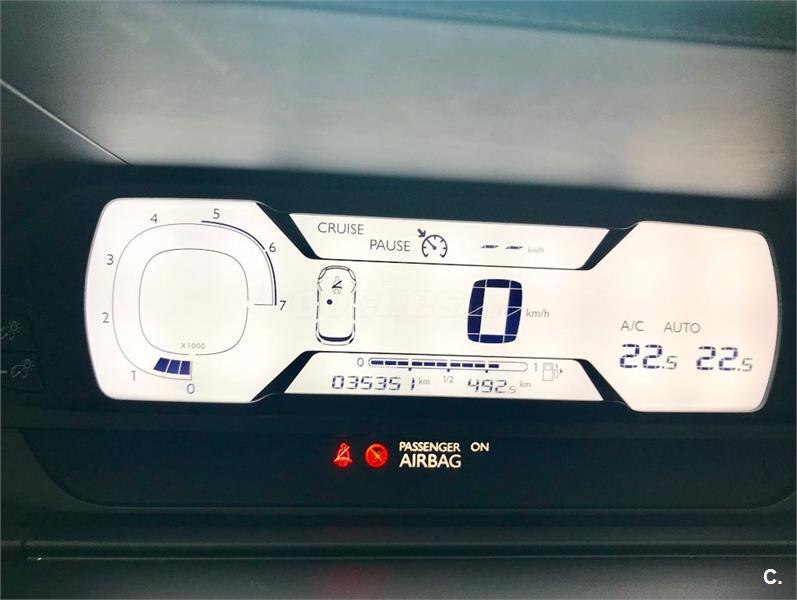 CRUISE
PAUSE -- -- km/h
4 5
3 6
2 7
x1000
1 0
0 km/h
A/C AUTO
22.5 22.5
0 1/2 1
035351 km 492.5 km
PASSENGER ON
AIRBAG
C.